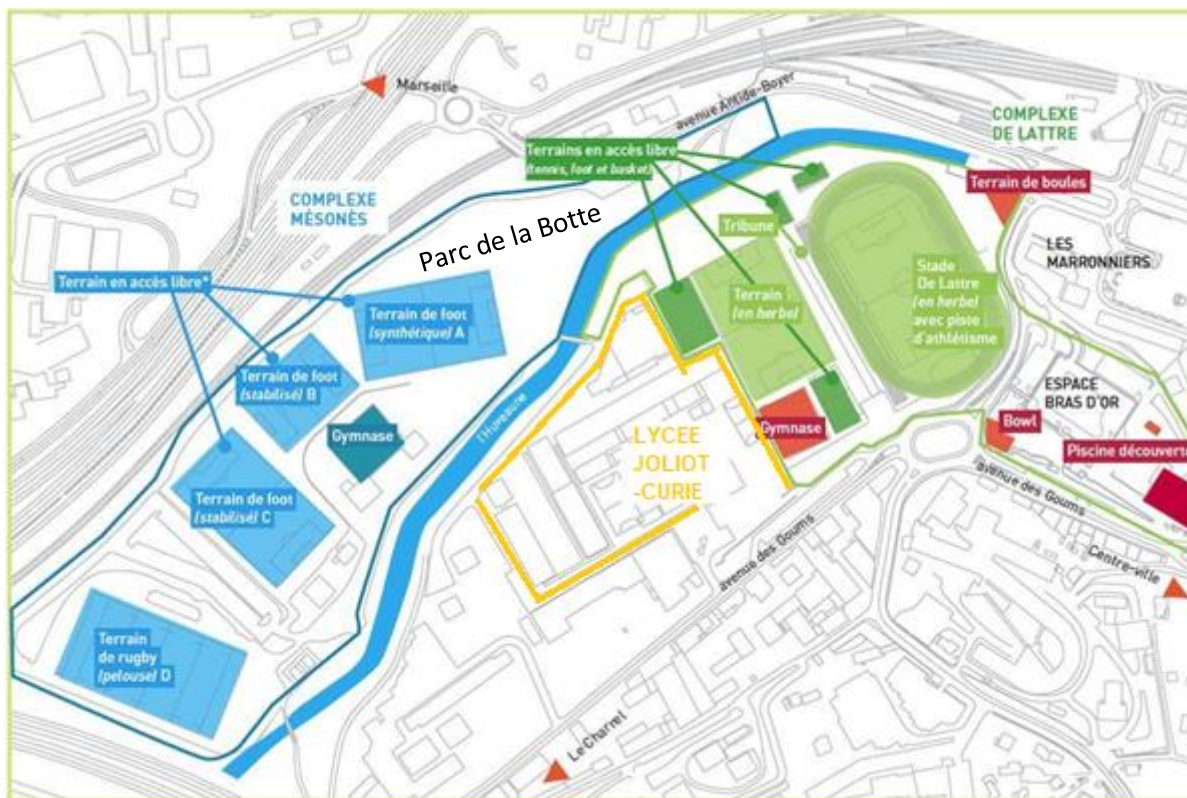 Marseille
avenue Antide-Boyer
COMPLEXE
DE LATTRE
Terrains en accès libre
(tennis, foot et basket)
Terrain de boules
COMPLEXE
MÉSONÈS
Parc de la Botte
Tribune
LES
MARRONNIERS
Terrain en accès libre*
Terrain de foot
(synthétique) A
Terrain
(en herbe)
Stade
De Lattre
(en herbe)
avec piste
d'athlétisme
Terrain de foot
(stabilisé) B
ESPACE
BRAS D'OR
l'Huveaune
Gymnase
Gymnase
Bowl
LYCEE
JOLIOT
-CURIE
Piscine découverte
Terrain de foot
(stabilisé) C
avenue des Goums
avenue des Goums
Centre-ville
Terrain
de rugby
(pelouse) D
Le Charrel